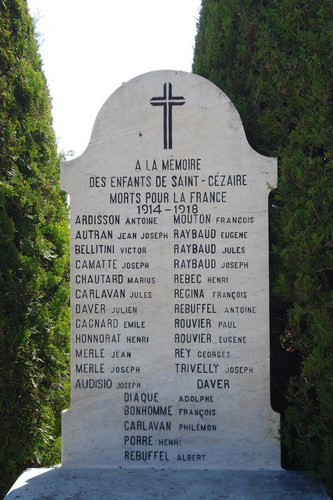 A LA MÉMOIRE
DES ENFANTS DE SAINT-CÉZAIRE
MORTS POUR LA FRANCE
1914-1918
ARDISSON ANTOINE
AUTRAN JEAN JOSEPH
BELLITINI VICTOR
CAMATTE JOSEPH
CHAUTARD MARIUS
CARLAVAN JULES
DAVER JULIEN
GAGNARD EMILE
HONNORAT HENRI
MERLE JEAN
MERLE JOSEPH
AUDISIO JOSEPH
MOUTON FRANÇOIS
RAYBAUD EUGENE
RAYBAUD JULES
RAYBAUD JOSEPH
REBEC HENRI
REGINA FRANÇOIS
REBUFFEL ANTOINE
ROUVIER PAUL
ROUVIER EUGENE
REY GEORGES
TRIVELLY JOSEPH
DAVER
DIAQUE ADOLPHE
BONHOMME FRANÇOIS
CARLAVAN PHILÉMON
PORRE HENRI
REBUFFEL ALBERT